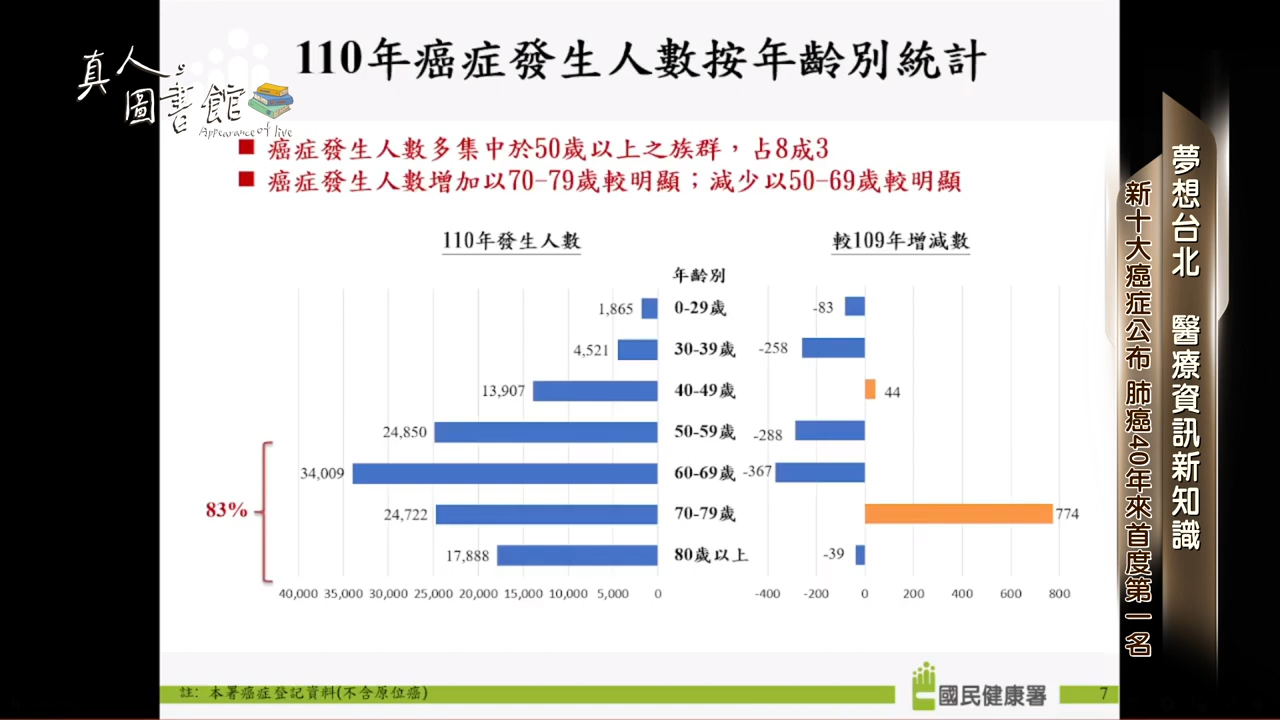 110年癌症發生人數按年齡別統計
真人
圖書館
Appearance of live
癌症發生人數多集中於50歲以上之族群，占8成3
癌症發生人數增加以70-79歲較明顯；減少以50-69歲較明顯
110年發生人數
較109年增減數
年齡別
1,865 0-29歲 -83
4,521 30-39歲 -258
13,907 40-49歲 44
24,850 50-59歲 -288
34,009 60-69歲 -367
83%
24,722 70-79歲 774
17,888 80歲以上 -39
40,000 35,000 30,000 25,000 20,000 15,000 10,000 5,000 0
-400 -200 0 200 400 600 800
註: 本署癌症登記資料(不含原位癌)
國民健康署
7
夢想台北 醫療資訊新知識
新十大癌症公布 肺癌40年來首度第一名